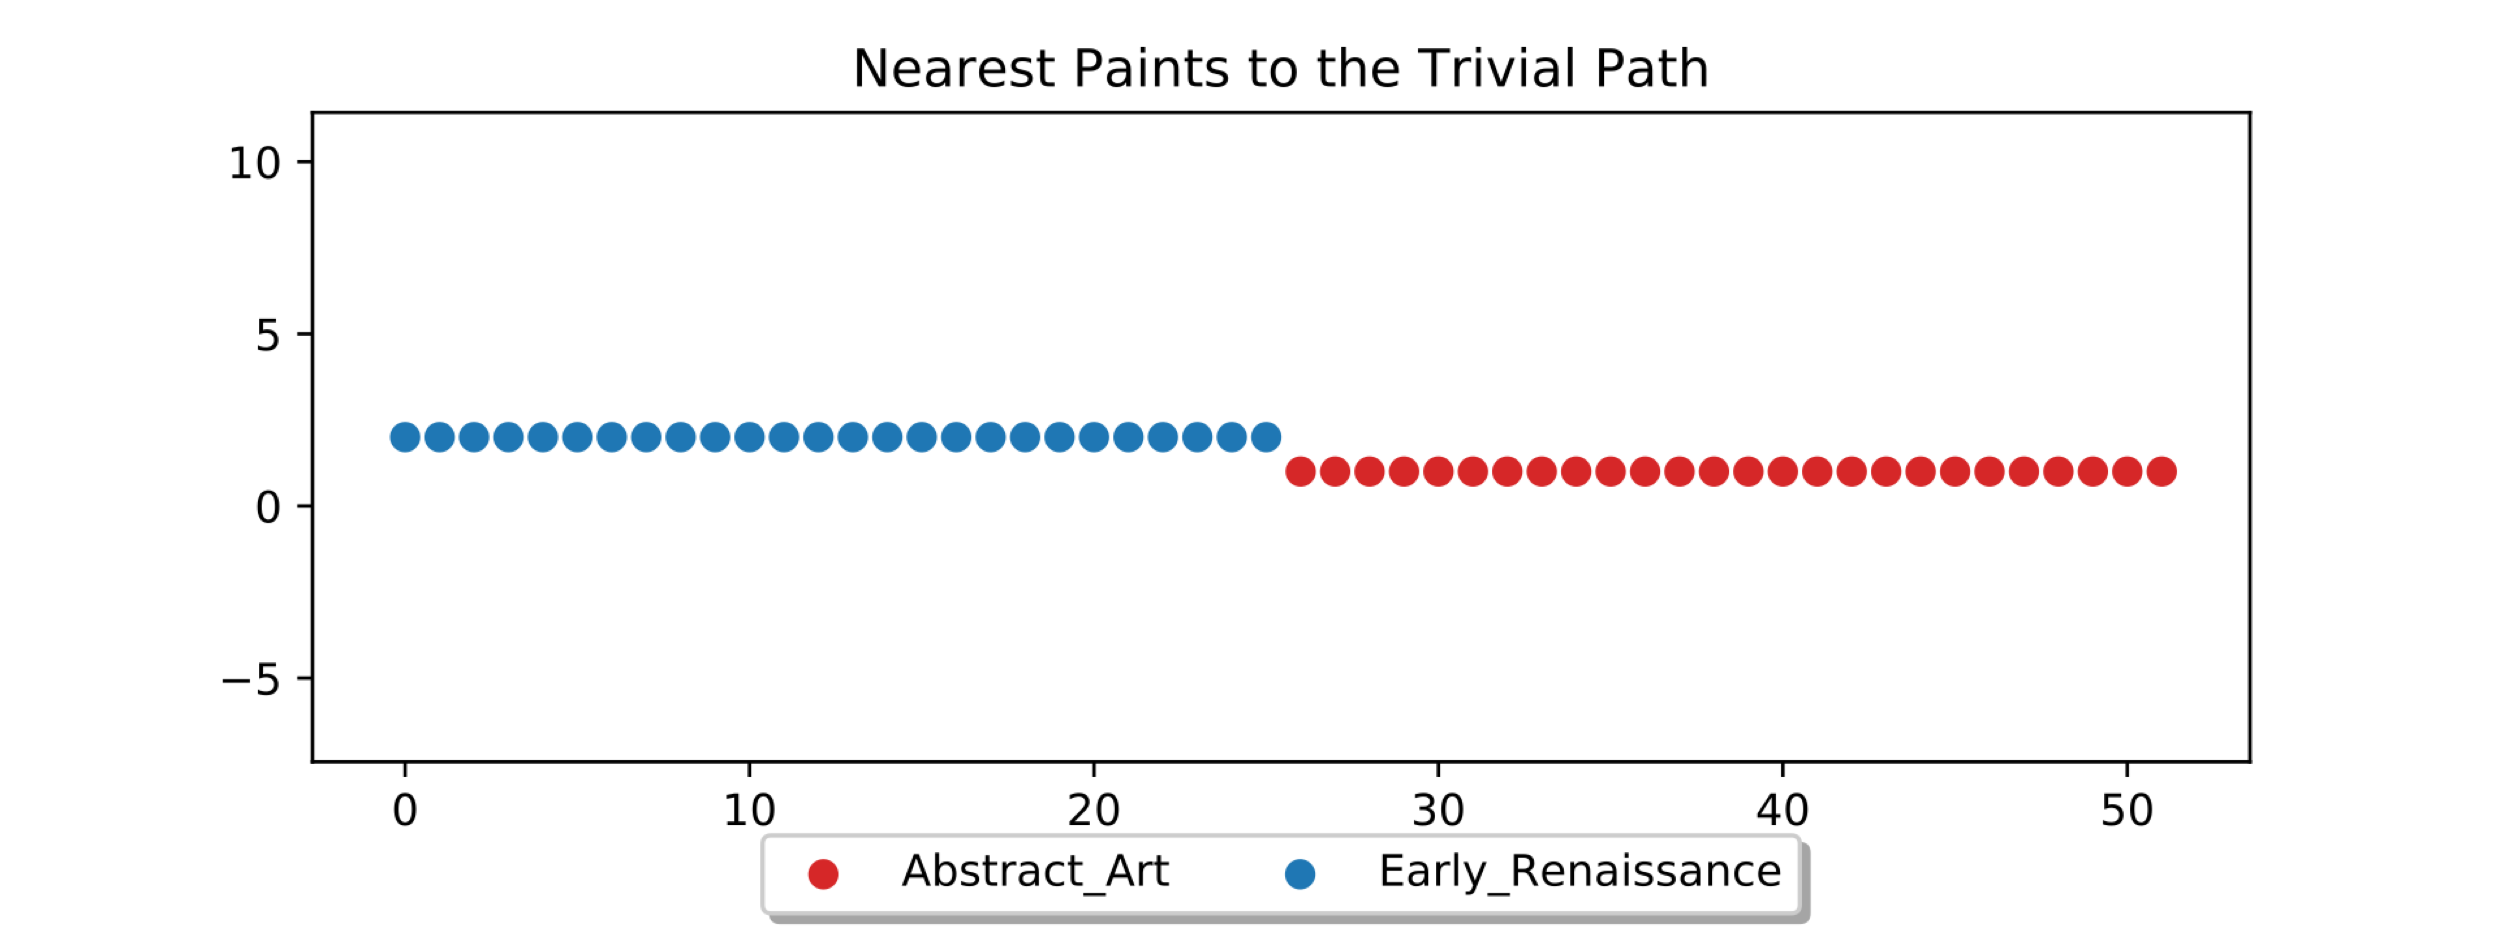 Nearest Paints to the Trivial Path
10
5
0
−5
0 10 20 30 40 50
Abstract_Art Early_Renaissance